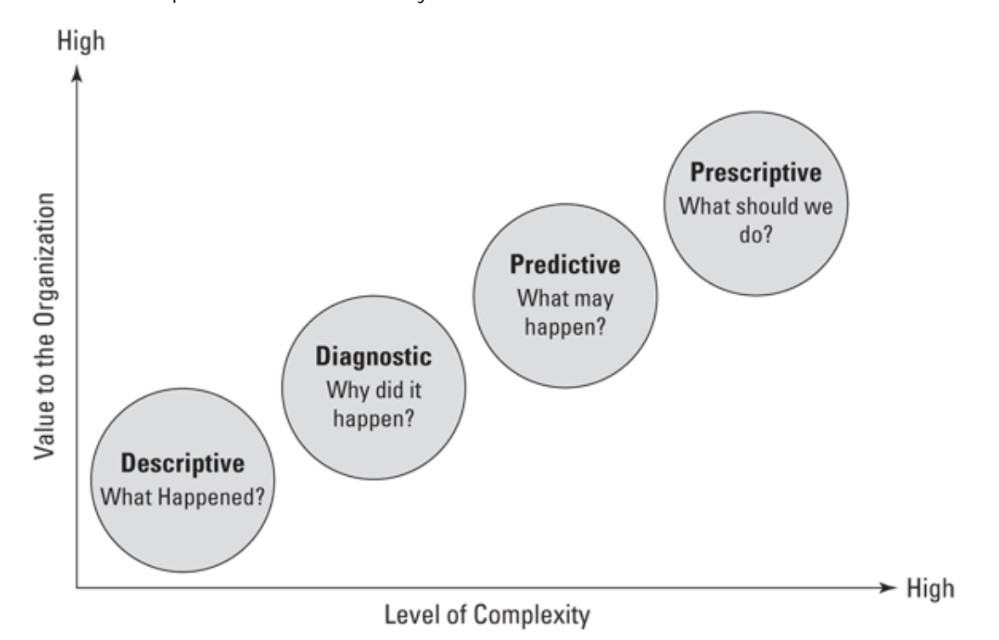 High
Prescriptive
What should we
do?
Predictive
What may
happen?
Diagnostic
Why did it
happen?
Descriptive
What Happened?
Value to the Organization
High
Level of Complexity